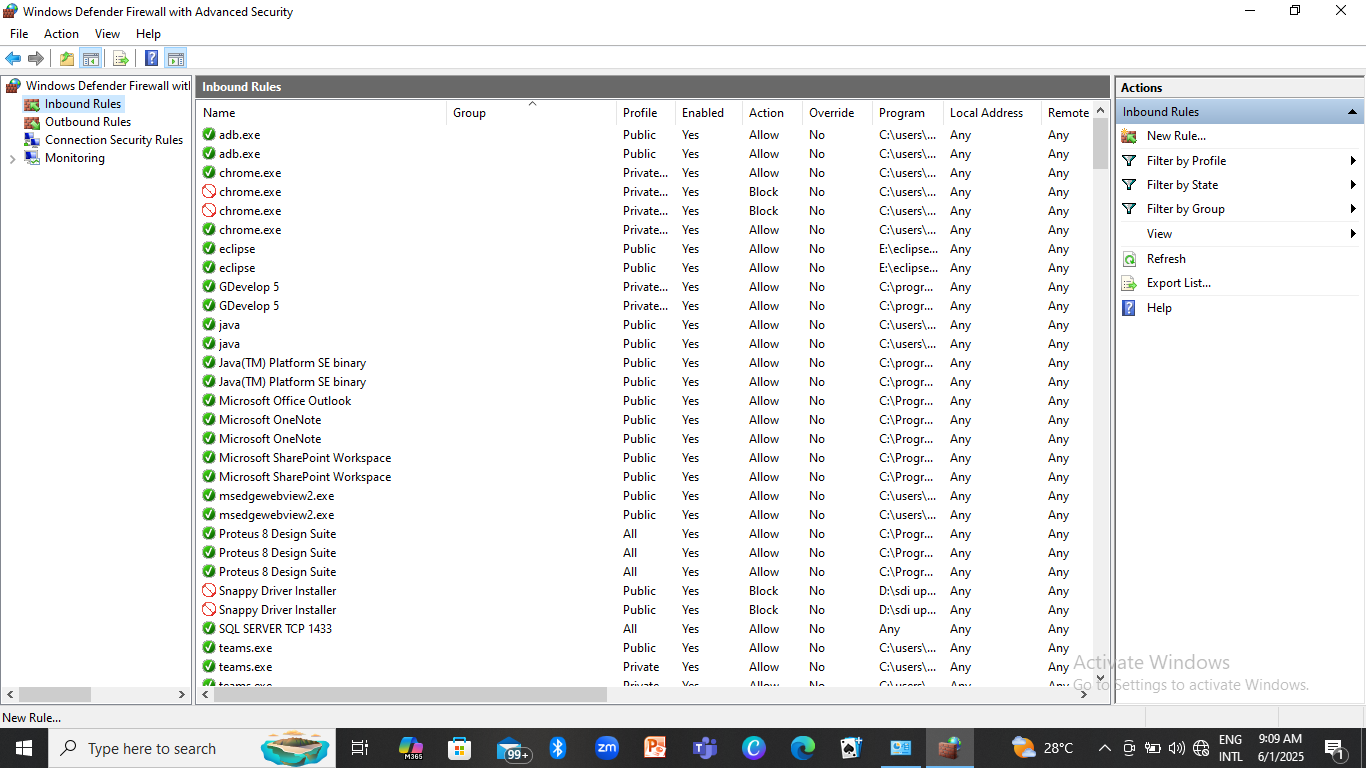 Windows Defender Firewall with Advanced Security
File Action View Help
Windows Defender Firewall witl
Inbound Rules
Outbound Rules
Connection Security Rules
Monitoring
Inbound Rules
Name Group Profile Enabled Action Override Program Local Address Remote
adb.exe Public Yes Allow No C:\users\... Any Any
adb.exe Public Yes Allow No C:\users\... Any Any
chrome.exe Private... Yes Allow No C:\users\... Any Any
chrome.exe Private... Yes Block No C:\users\... Any Any
chrome.exe Private... Yes Block No C:\users\... Any Any
chrome.exe Private... Yes Allow No C:\users\... Any Any
eclipse Public Yes Allow No E:\eclipse... Any Any
eclipse Public Yes Allow No E:\eclipse... Any Any
GDevelop 5 Private... Yes Allow No C:\progr... Any Any
GDevelop 5 Private... Yes Allow No C:\progr... Any Any
java Public Yes Allow No C:\users\... Any Any
java Public Yes Allow No C:\users\... Any Any
Java(TM) Platform SE binary Public Yes Allow No C:\progr... Any Any
Java(TM) Platform SE binary Public Yes Allow No C:\progr... Any Any
Microsoft Office Outlook Public Yes Allow No C:\Progr... Any Any
Microsoft OneNote Public Yes Allow No C:\Progr... Any Any
Microsoft OneNote Public Yes Allow No C:\Progr... Any Any
Microsoft SharePoint Workspace Public Yes Allow No C:\Progr... Any Any
Microsoft SharePoint Workspace Public Yes Allow No C:\Progr... Any Any
msedgewebview2.exe Public Yes Allow No C:\users\... Any Any
msedgewebview2.exe Public Yes Allow No C:\users\... Any Any
Proteus 8 Design Suite All Yes Allow No C:\Progr... Any Any
Proteus 8 Design Suite All Yes Allow No C:\Progr... Any Any
Proteus 8 Design Suite All Yes Allow No C:\Progr... Any Any
Snappy Driver Installer Public Yes Block No D:\sdi up... Any Any
Snappy Driver Installer Public Yes Block No D:\sdi up... Any Any
SQL SERVER TCP 1433 All Yes Allow No Any Any Any
teams.exe Public Yes Allow No C:\users\... Any Any
teams.exe Private Yes Allow No C:\users\... Any Any
teams.exe Private Yes Allow No C:\users\... Any Any
Actions
Inbound Rules
New Rule...
Filter by Profile
Filter by State
Filter by Group
View
Refresh
Export List...
Help
Activate Windows
Go to Settings to activate Windows.
New Rule...
Type here to search
M365
99+
zm
28°C
ENG
INTL
9:09 AM
6/1/2025
1